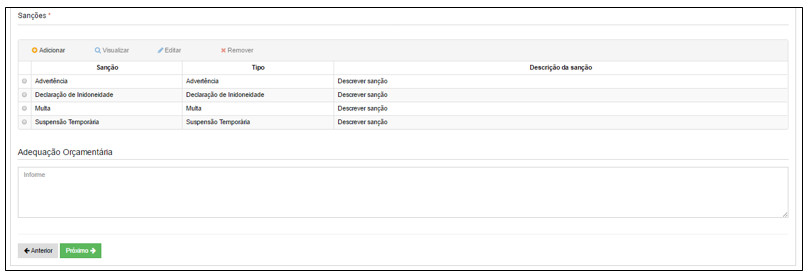 Sanções *
Adicionar Visualizar Editar Remover
Sanção Tipo Descrição da sanção
Advertência Advertência Descrever sanção
Declaração de Inidoneidade Declaração de Inidoneidade Descrever sanção
Multa Multa Descrever sanção
Suspensão Temporária Suspensão Temporária Descrever sanção
Adequação Orçamentária
Informe
Anterior Próximo